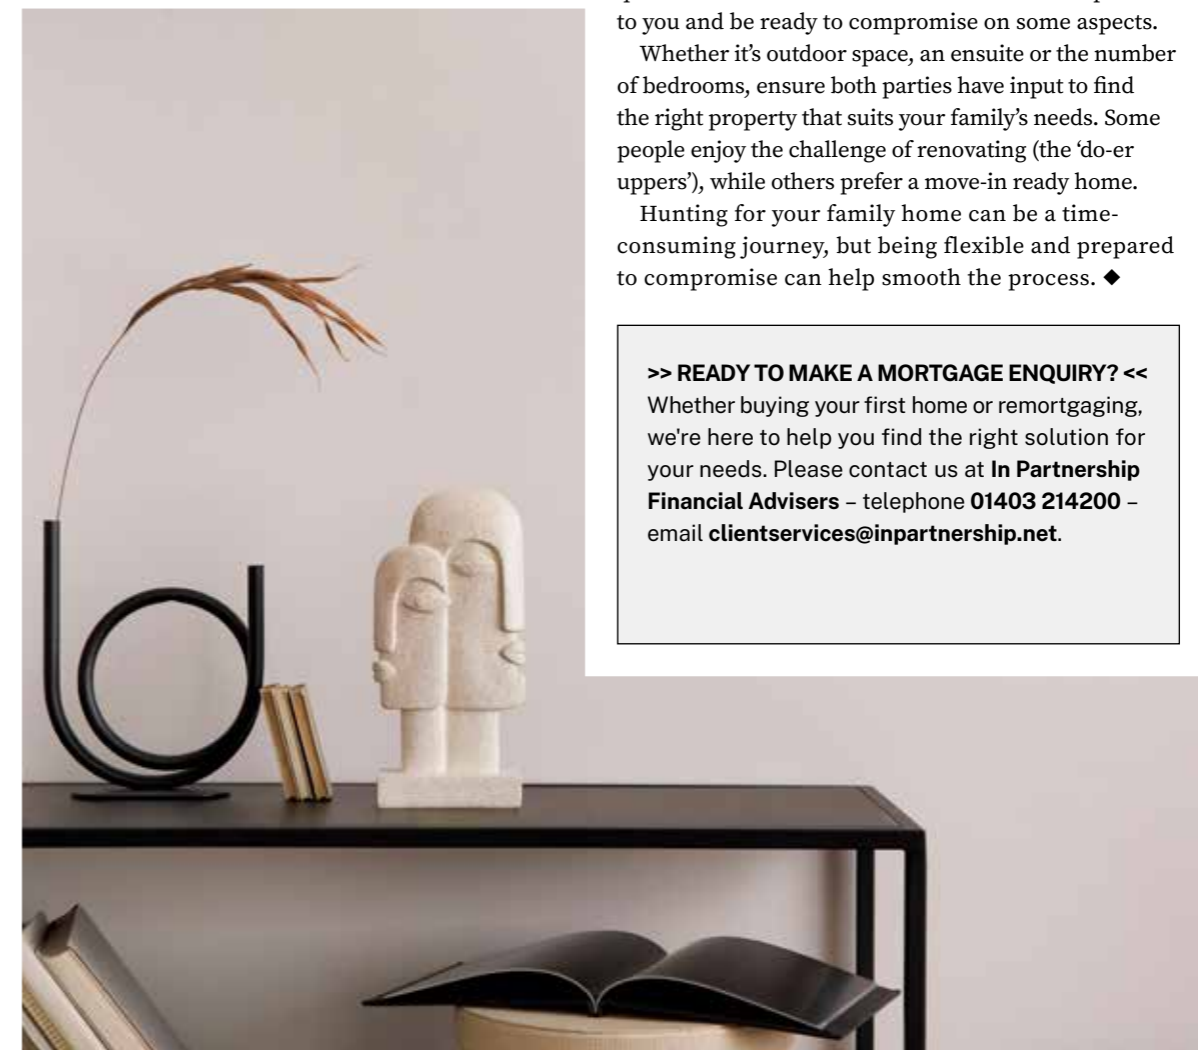 to you and be ready to compromise on some aspects.
Whether it’s outdoor space, an ensuite or the number
of bedrooms, ensure both parties have input to find
the right property that suits your family’s needs. Some
people enjoy the challenge of renovating (the ‘do-er
uppers’), while others prefer a move-in ready home.
Hunting for your family home can be a time-
consuming journey, but being flexible and prepared
to compromise can help smooth the process. ◆
>> READY TO MAKE A MORTGAGE ENQUIRY? <<
Whether buying your first home or remortgaging,
we're here to help you find the right solution for
your needs. Please contact us at In Partnership
Financial Advisers – telephone 01403 214200 –
email clientservices@inpartnership.net.